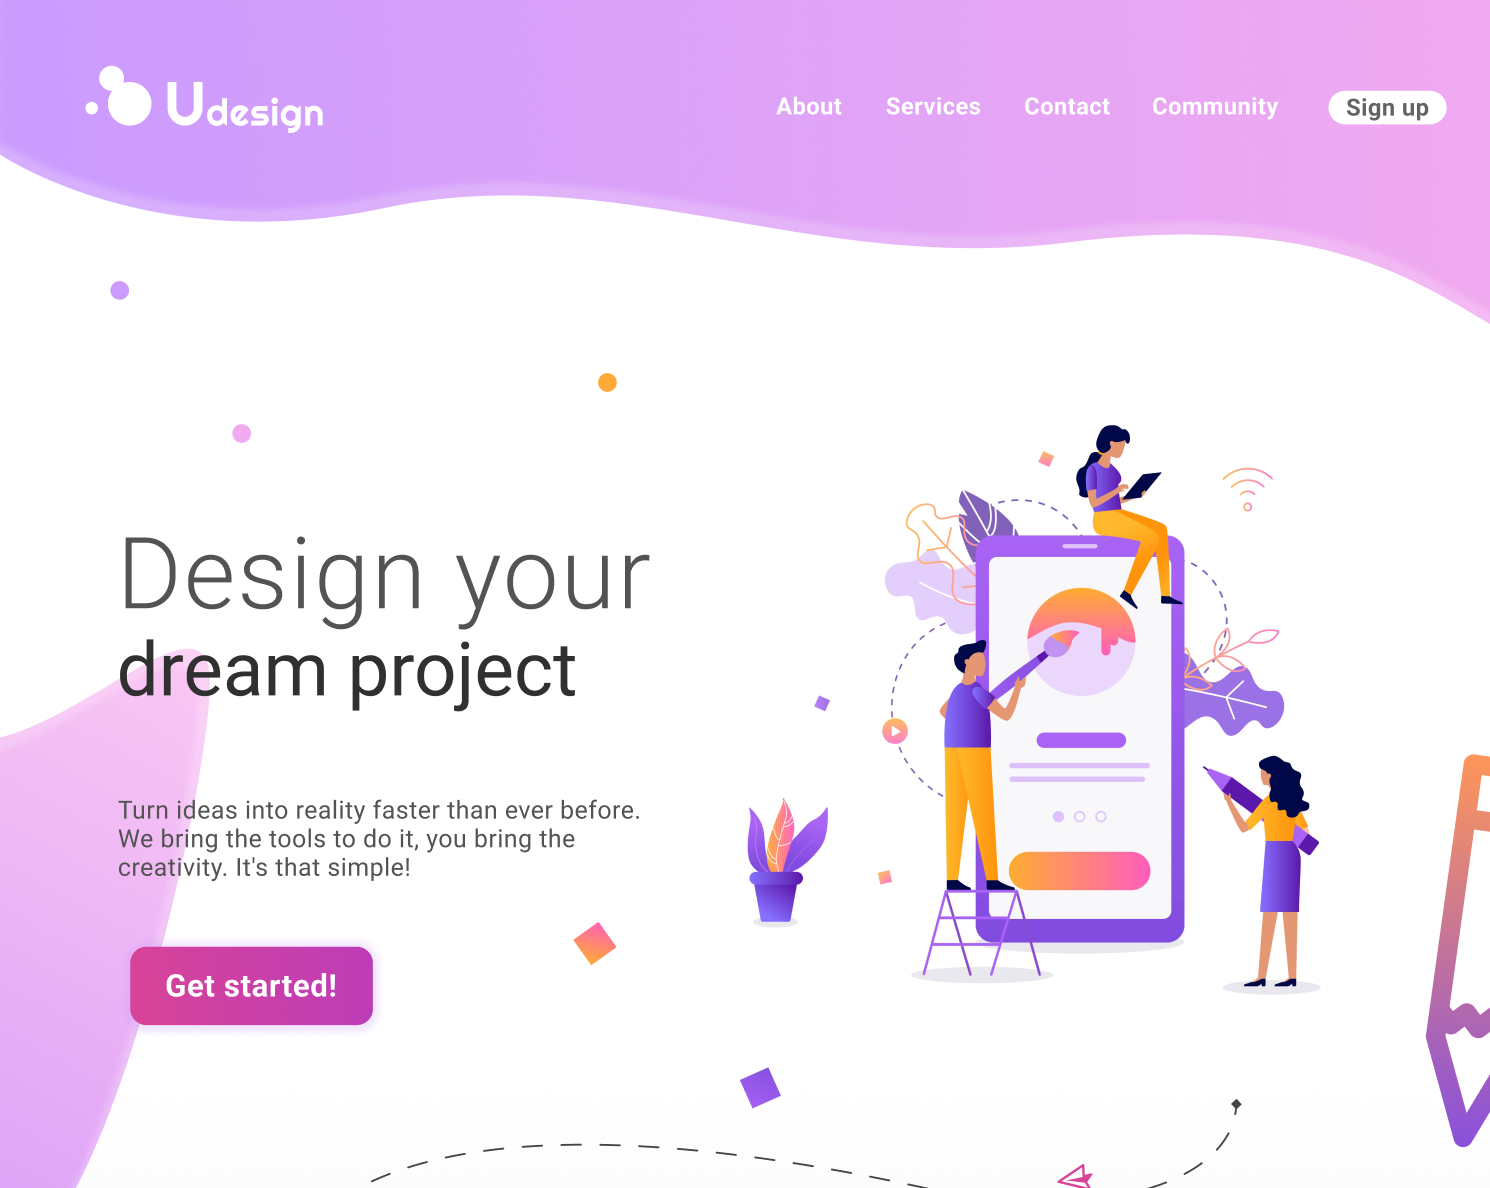 Udesign
About Services Contact Community Sign up
Design your
dream project
Turn ideas into reality faster than ever before.
We bring the tools to do it, you bring the
creativity. It's that simple!
Get started!